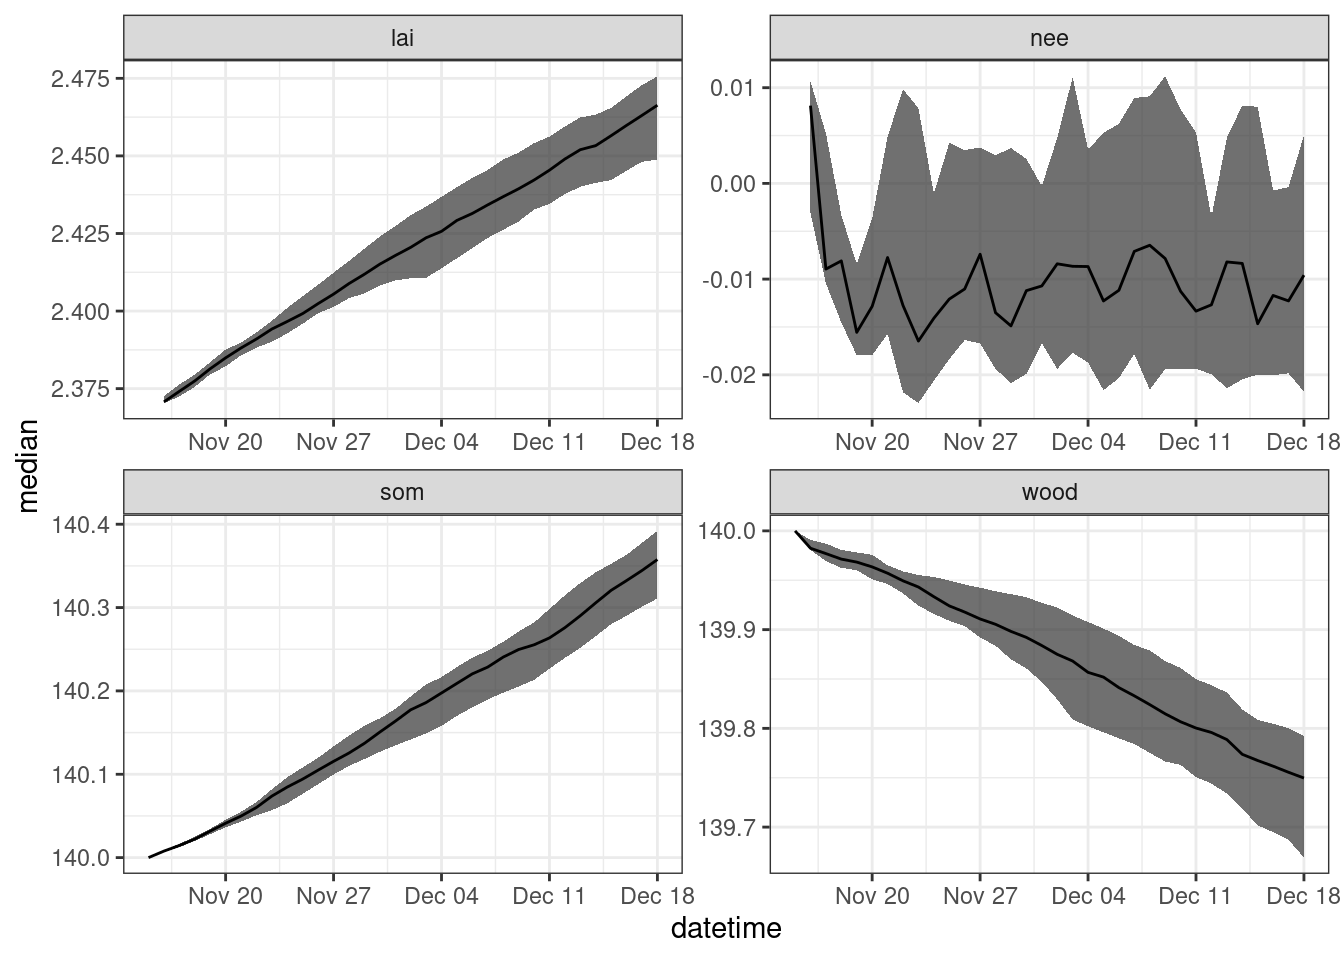 lai
nee
2.475
2.450
2.425
2.400
2.375
0.01
0.00
-0.01
-0.02
Nov 20 Nov 27 Dec 04 Dec 11 Dec 18
Nov 20 Nov 27 Dec 04 Dec 11 Dec 18
median
som
wood
140.4
140.3
140.2
140.1
140.0
140.0
139.9
139.8
139.7
Nov 20 Nov 27 Dec 04 Dec 11 Dec 18
Nov 20 Nov 27 Dec 04 Dec 11 Dec 18
datetime